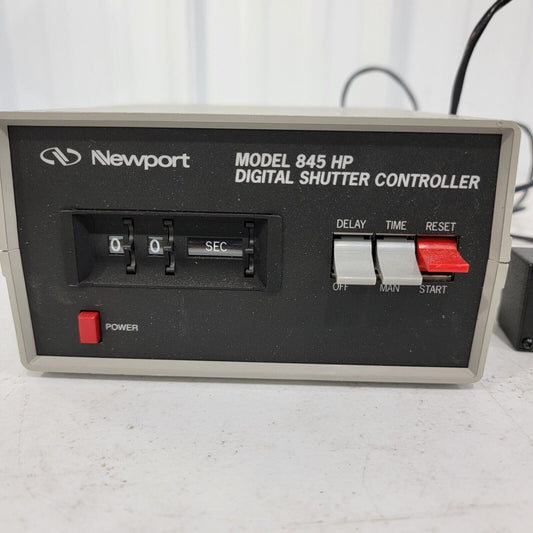 Newport
MODEL 845 HP
DIGITAL SHUTTER CONTROLLER
DELAY TIME RESET
0 0 SEC
OFF MAN START
POWER